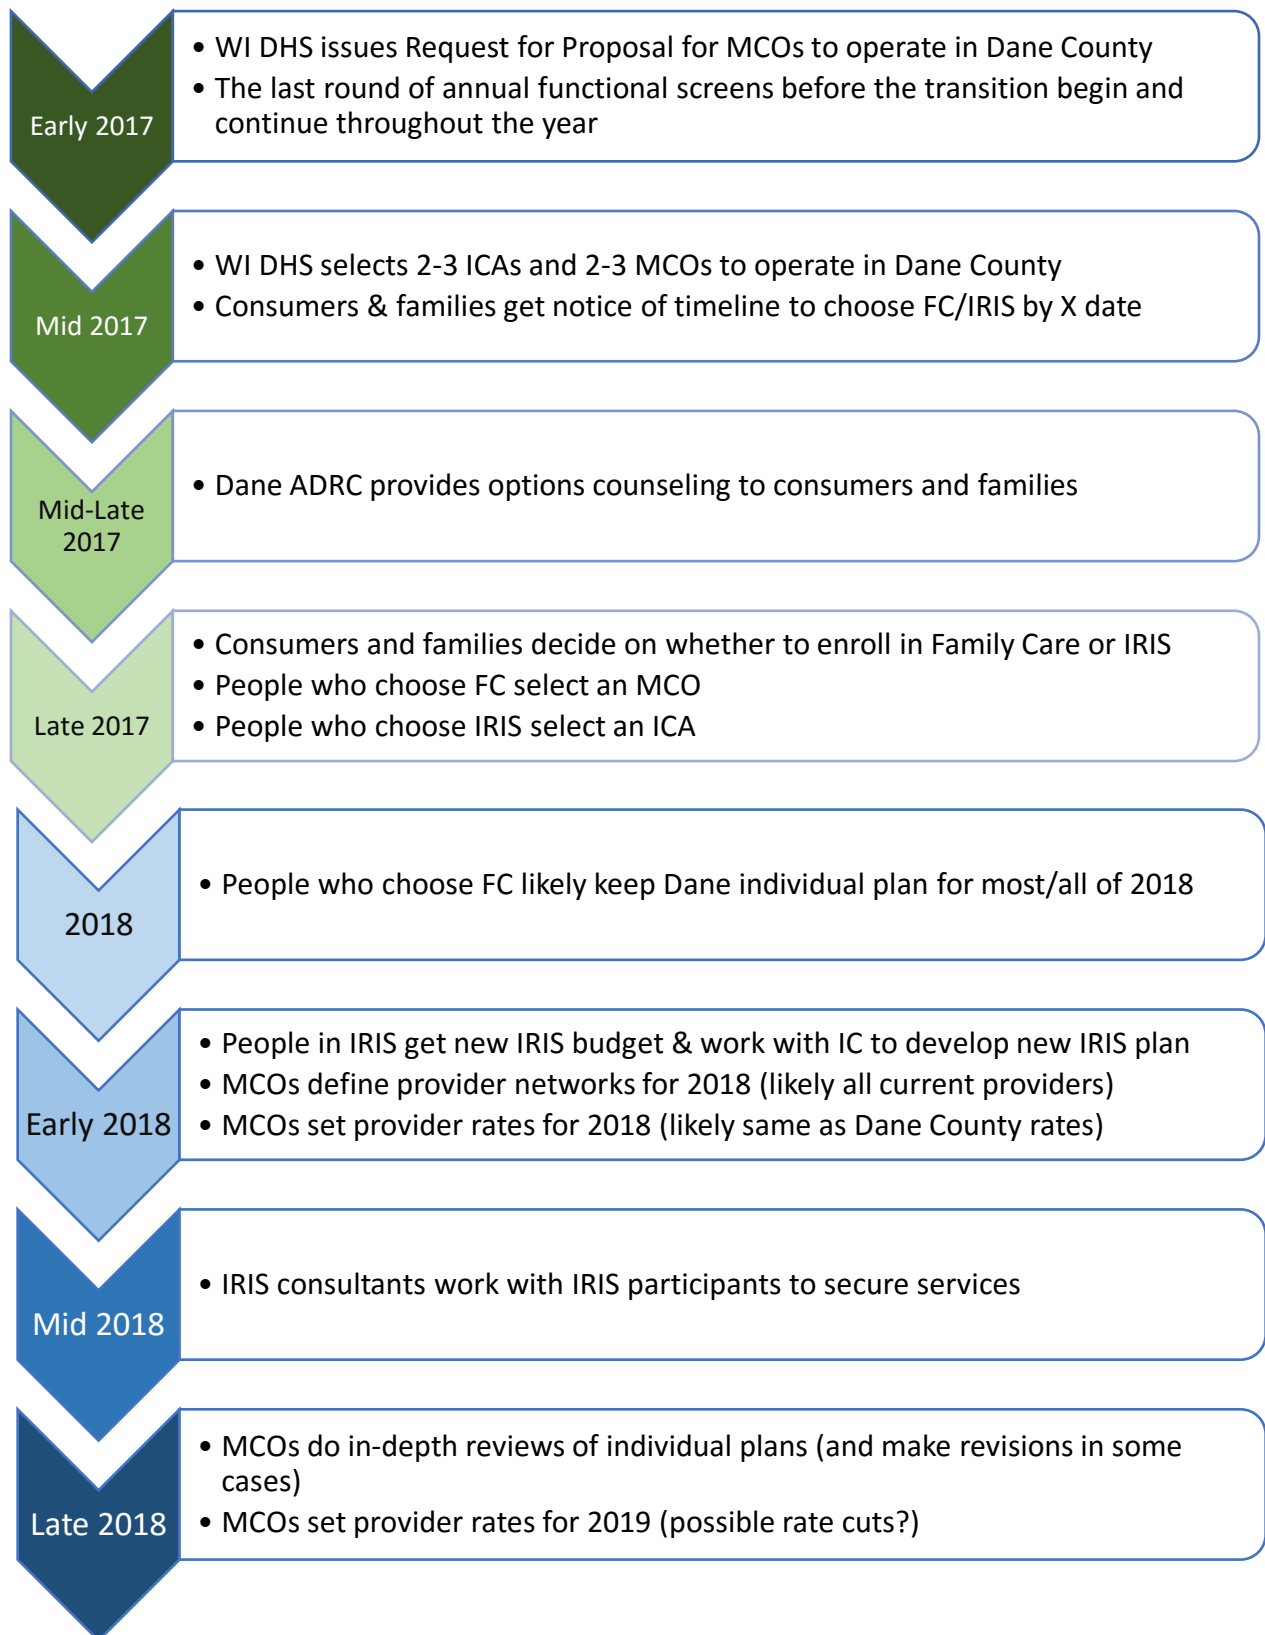 Early 2017
• WI DHS issues Request for Proposal for MCOs to operate in Dane County
• The last round of annual functional screens before the transition begin and
continue throughout the year
Mid 2017
• WI DHS selects 2-3 ICAs and 2-3 MCOs to operate in Dane County
• Consumers & families get notice of timeline to choose FC/IRIS by X date
Mid-Late
2017
• Dane ADRC provides options counseling to consumers and families
Late 2017
• Consumers and families decide on whether to enroll in Family Care or IRIS
• People who choose FC select an MCO
• People who choose IRIS select an ICA
2018
• People who choose FC likely keep Dane individual plan for most/all of 2018
Early 2018
• People in IRIS get new IRIS budget & work with IC to develop new IRIS plan
• MCOs define provider networks for 2018 (likely all current providers)
• MCOs set provider rates for 2018 (likely same as Dane County rates)
Mid 2018
• IRIS consultants work with IRIS participants to secure services
Late 2018
• MCOs do in-depth reviews of individual plans (and make revisions in some
cases)
• MCOs set provider rates for 2019 (possible rate cuts?)